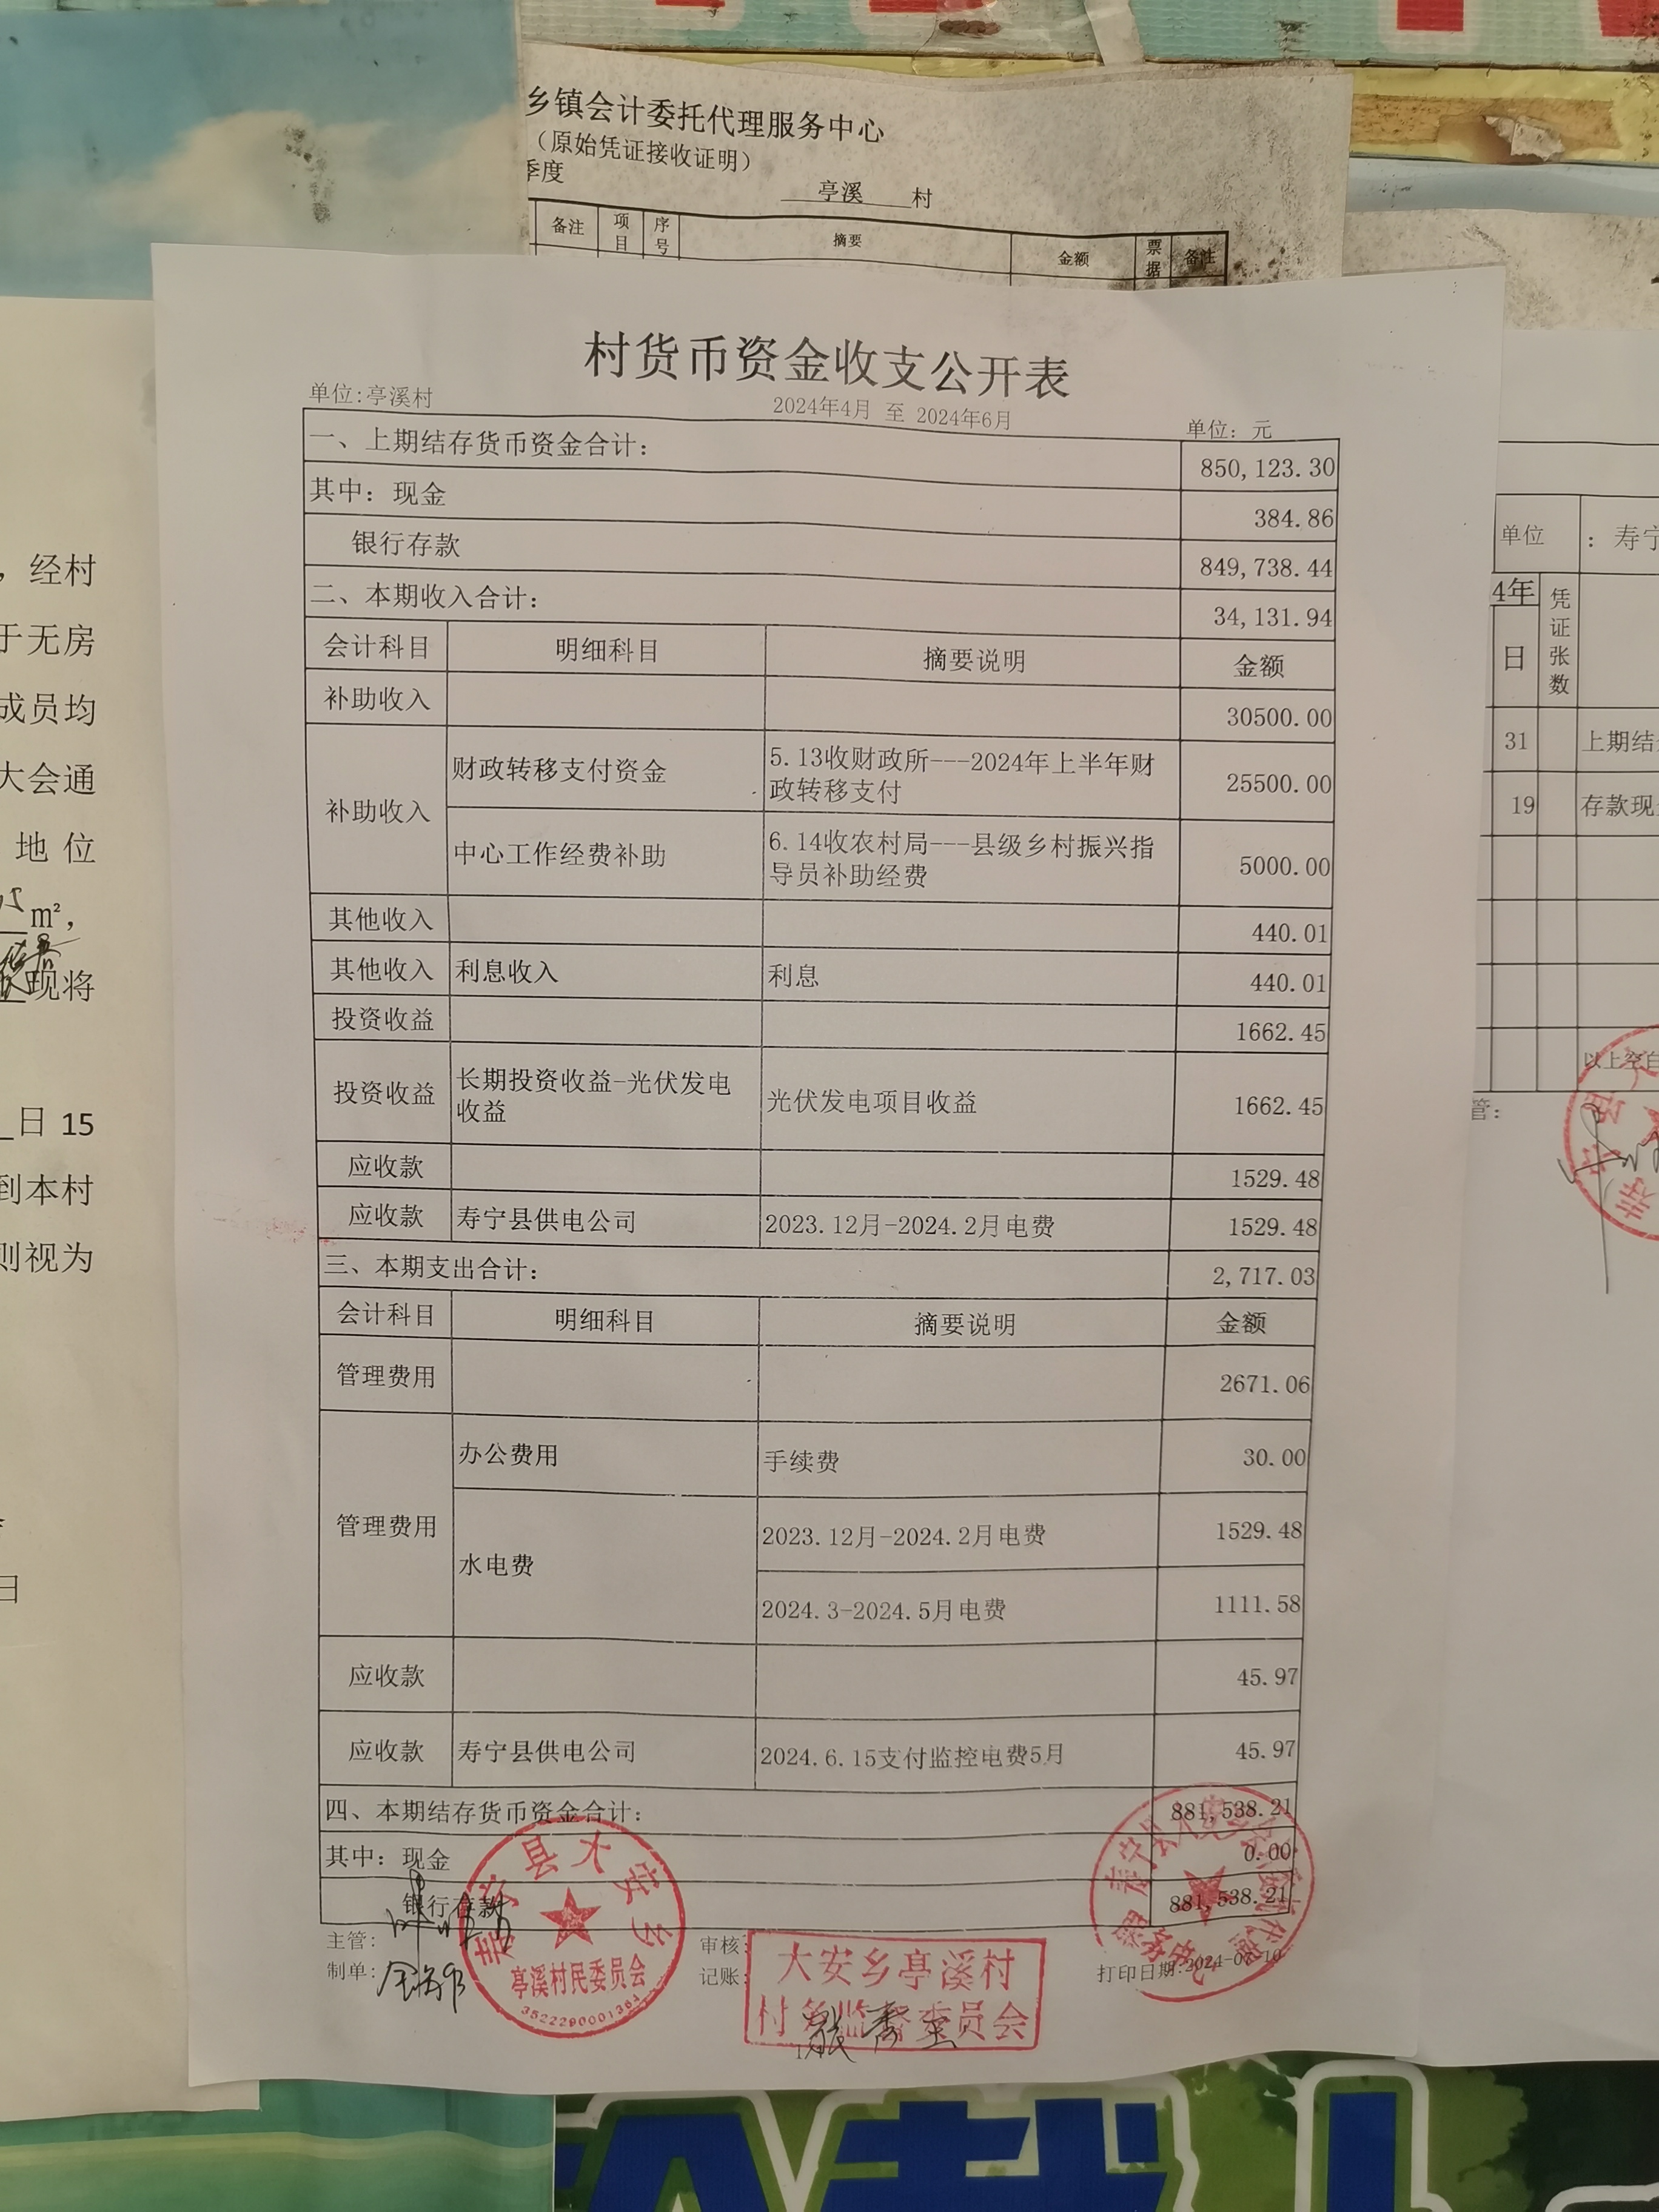 乡镇会计委托代理服务中心
（原始凭证接收证明）
季度
亭溪 村
备注 项目 序号 摘要 金额 票据 备注
村货币资金收支公开表
单位:亭溪村 2024年4月 至 2024年6月 单位：元
一、上期结存货币资金合计： 850,123.30
其中：现金 384.86
银行存款 849,738.44
二、本期收入合计： 34,131.94
会计科目 明细科目 摘要说明 金额
补助收入 30500.00
补助收入 财政转移支付资金 5.13收财政所---2024年上半年财
政转移支付 25500.00
中心工作经费补助 6.14收农村局---县级乡村振兴指
导员补助经费 5000.00
其他收入 440.01
其他收入 利息收入 利息 440.01
投资收益 1662.45
投资收益 长期投资收益-光伏发电
收益 光伏发电项目收益 1662.45
应收款 1529.48
应收款 寿宁县供电公司 2023.12月-2024.2月电费 1529.48
三、本期支出合计： 2,717.03
会计科目 明细科目 摘要说明 金额
管理费用 2671.06
管理费用 办公费用 手续费 30.00
水电费 2023.12月-2024.2月电费 1529.48
2024.3-2024.5月电费 1111.58
应收款 45.97
应收款 寿宁县供电公司 2024.6.15支付监控电费5月 45.97
四、本期结存货币资金合计： 881,538.21
其中：现金 0.00
银行存款 881,538.21
主管： 审核：
制单： 记账： 打印日期:2024-07-10
寿宁县大安乡
亭溪村民委员会
大安乡亭溪村
村务监督委员会
，经村
于无房
成员均
大会通
地位
m²，
现将
日 15
到本村
则视为
日
单位 ：寿宁
4年 凭证张数
日
31 上期结
19 存款现
以上空白
管：